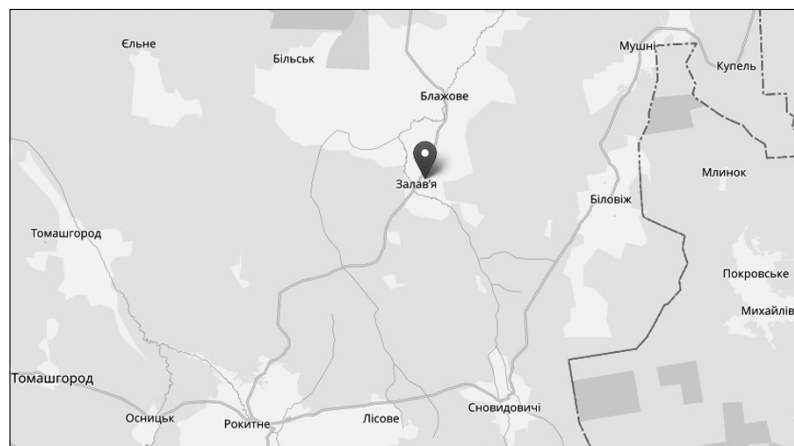 Єльне
Мушні
Більськ
Купель
Блажове
Млинок
Залав'я
Біловіж
Томашгород
Покровське
Михайлів
Томашгород
Сновидовичі
Осницьк
Рокитне
Лісове